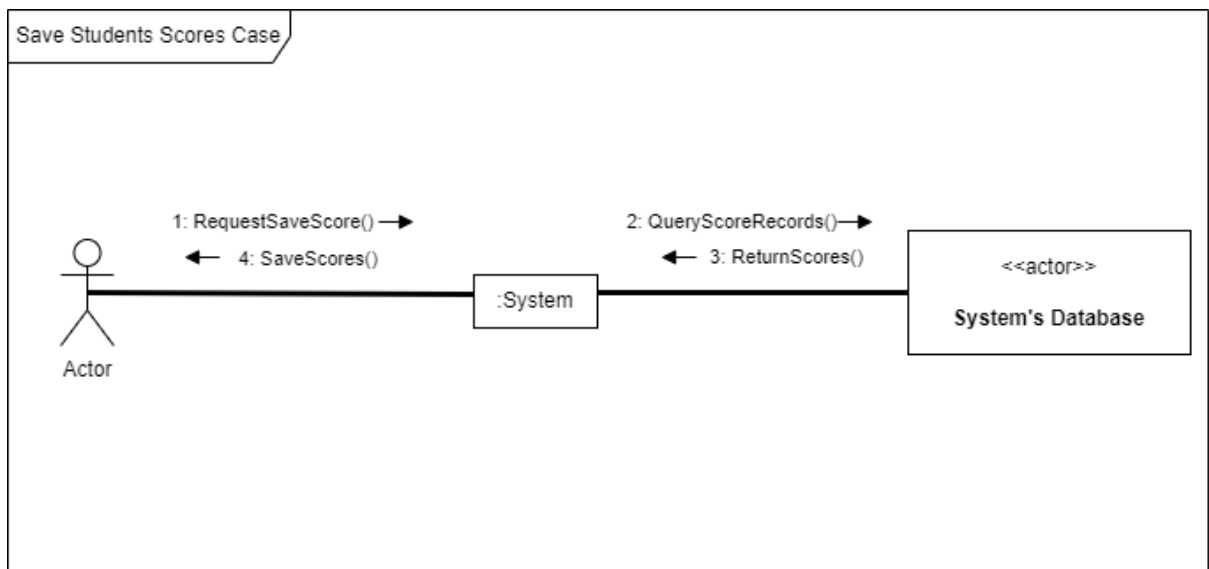 Save Students Scores Case
1: RequestSaveScore()
4: SaveScores()
2: QueryScoreRecords()
3: ReturnScores()
<<actor>>
System's Database
:System
Actor